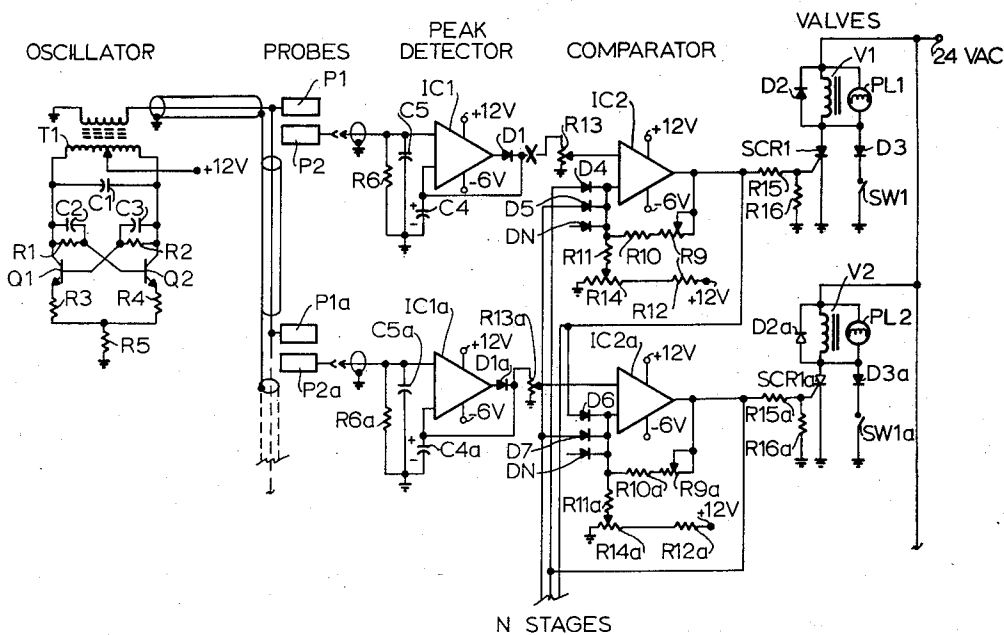 VALVES
OSCILLATOR
PROBES
PEAK
DETECTOR
COMPARATOR
24 VAC
P1
P2
IC1
C5
+12V
D1
R13
IC2
+12V
D2
V1
PL1
T1
+12V
C1
C2
C3
R1
R2
Q1
Q2
R3
R4
R5
R6
-6V
C4
D4
D5
DN
-6V
R11
R10
R9
R14
R12
+12V
SCR1
R15
R16
D3
SW1
P1a
P2a
C5a
IC1a
+12V
D1a
R13a
IC2a
+12V
R6a
-6V
C4a
D6
D7
DN
-6V
R10a
R9a
R11a
R14a
R12a
+12V
V2
D2a
PL2
SCR1a
R15a
R16a
D3a
SW1a
N STAGES